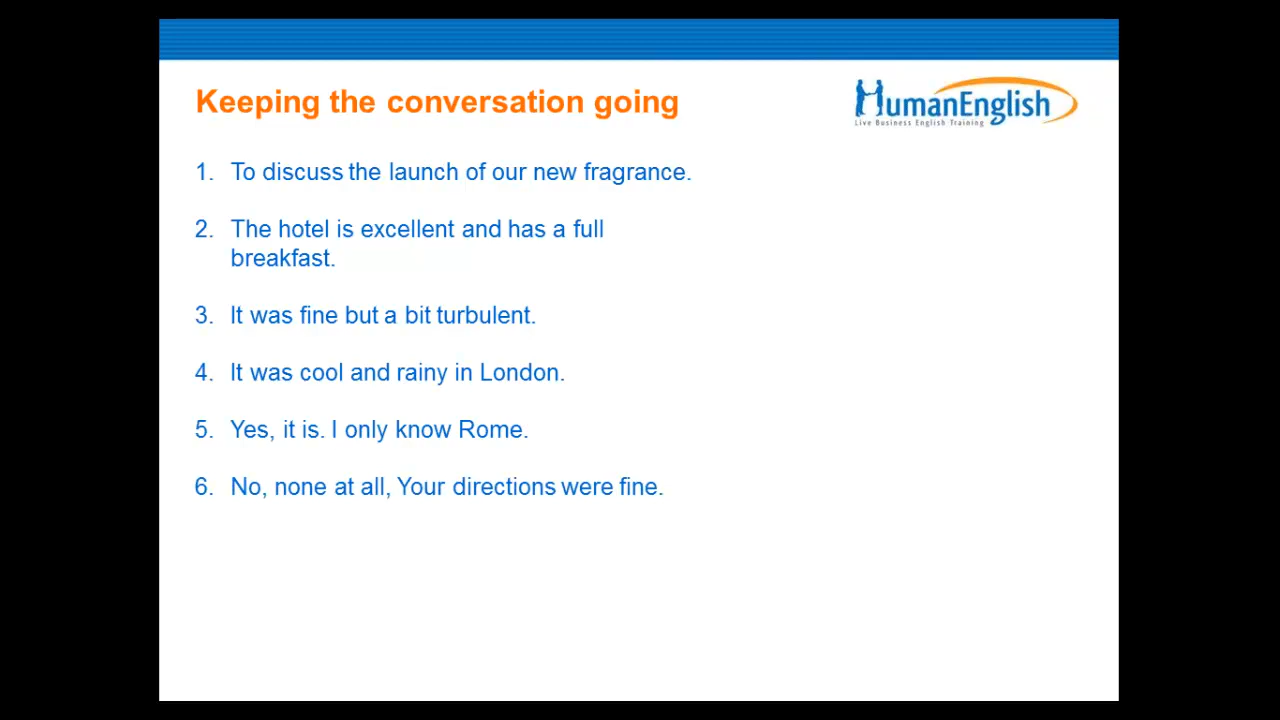 Keeping the conversation going
HumanEnglish
Live Business English Training
1. To discuss the launch of our new fragrance.
2. The hotel is excellent and has a full
breakfast.
3. It was fine but a bit turbulent.
4. It was cool and rainy in London.
5. Yes, it is. I only know Rome.
6. No, none at all, Your directions were fine.